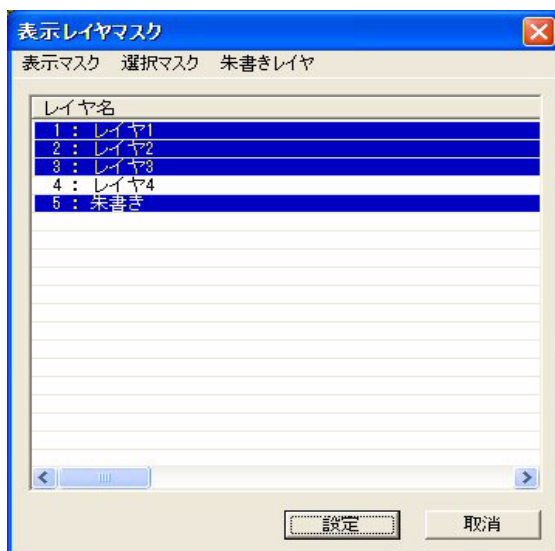 表示レイヤマスク
表示マスク 選択マスク 朱書きレイヤ
レイヤ名
1 : レイヤ1
2 : レイヤ2
3 : レイヤ3
4 : レイヤ4
5 : 朱書き
設定 取消